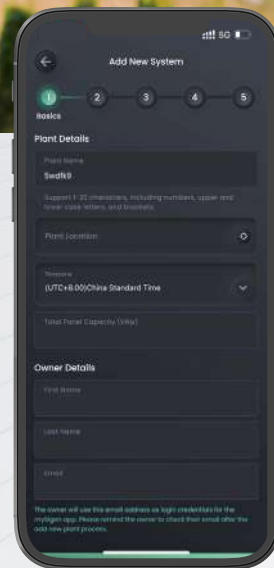 5G
Add New System
1
2
3
4
5
Basics
Plant Details
Plant Name
Swdfk9
Support 1-32 characters, including numbers, upper and
lower case letters, and brackets.
Plant Location
Timezone
(UTC+8.00)China Standard Time
Total Panel Capacity (kWp)
Owner Details
First Name
Last Name
Email
The owner will use this email address as login credentials for the
mySigen app. Please remind the owner to check their email after the
add new plant process.